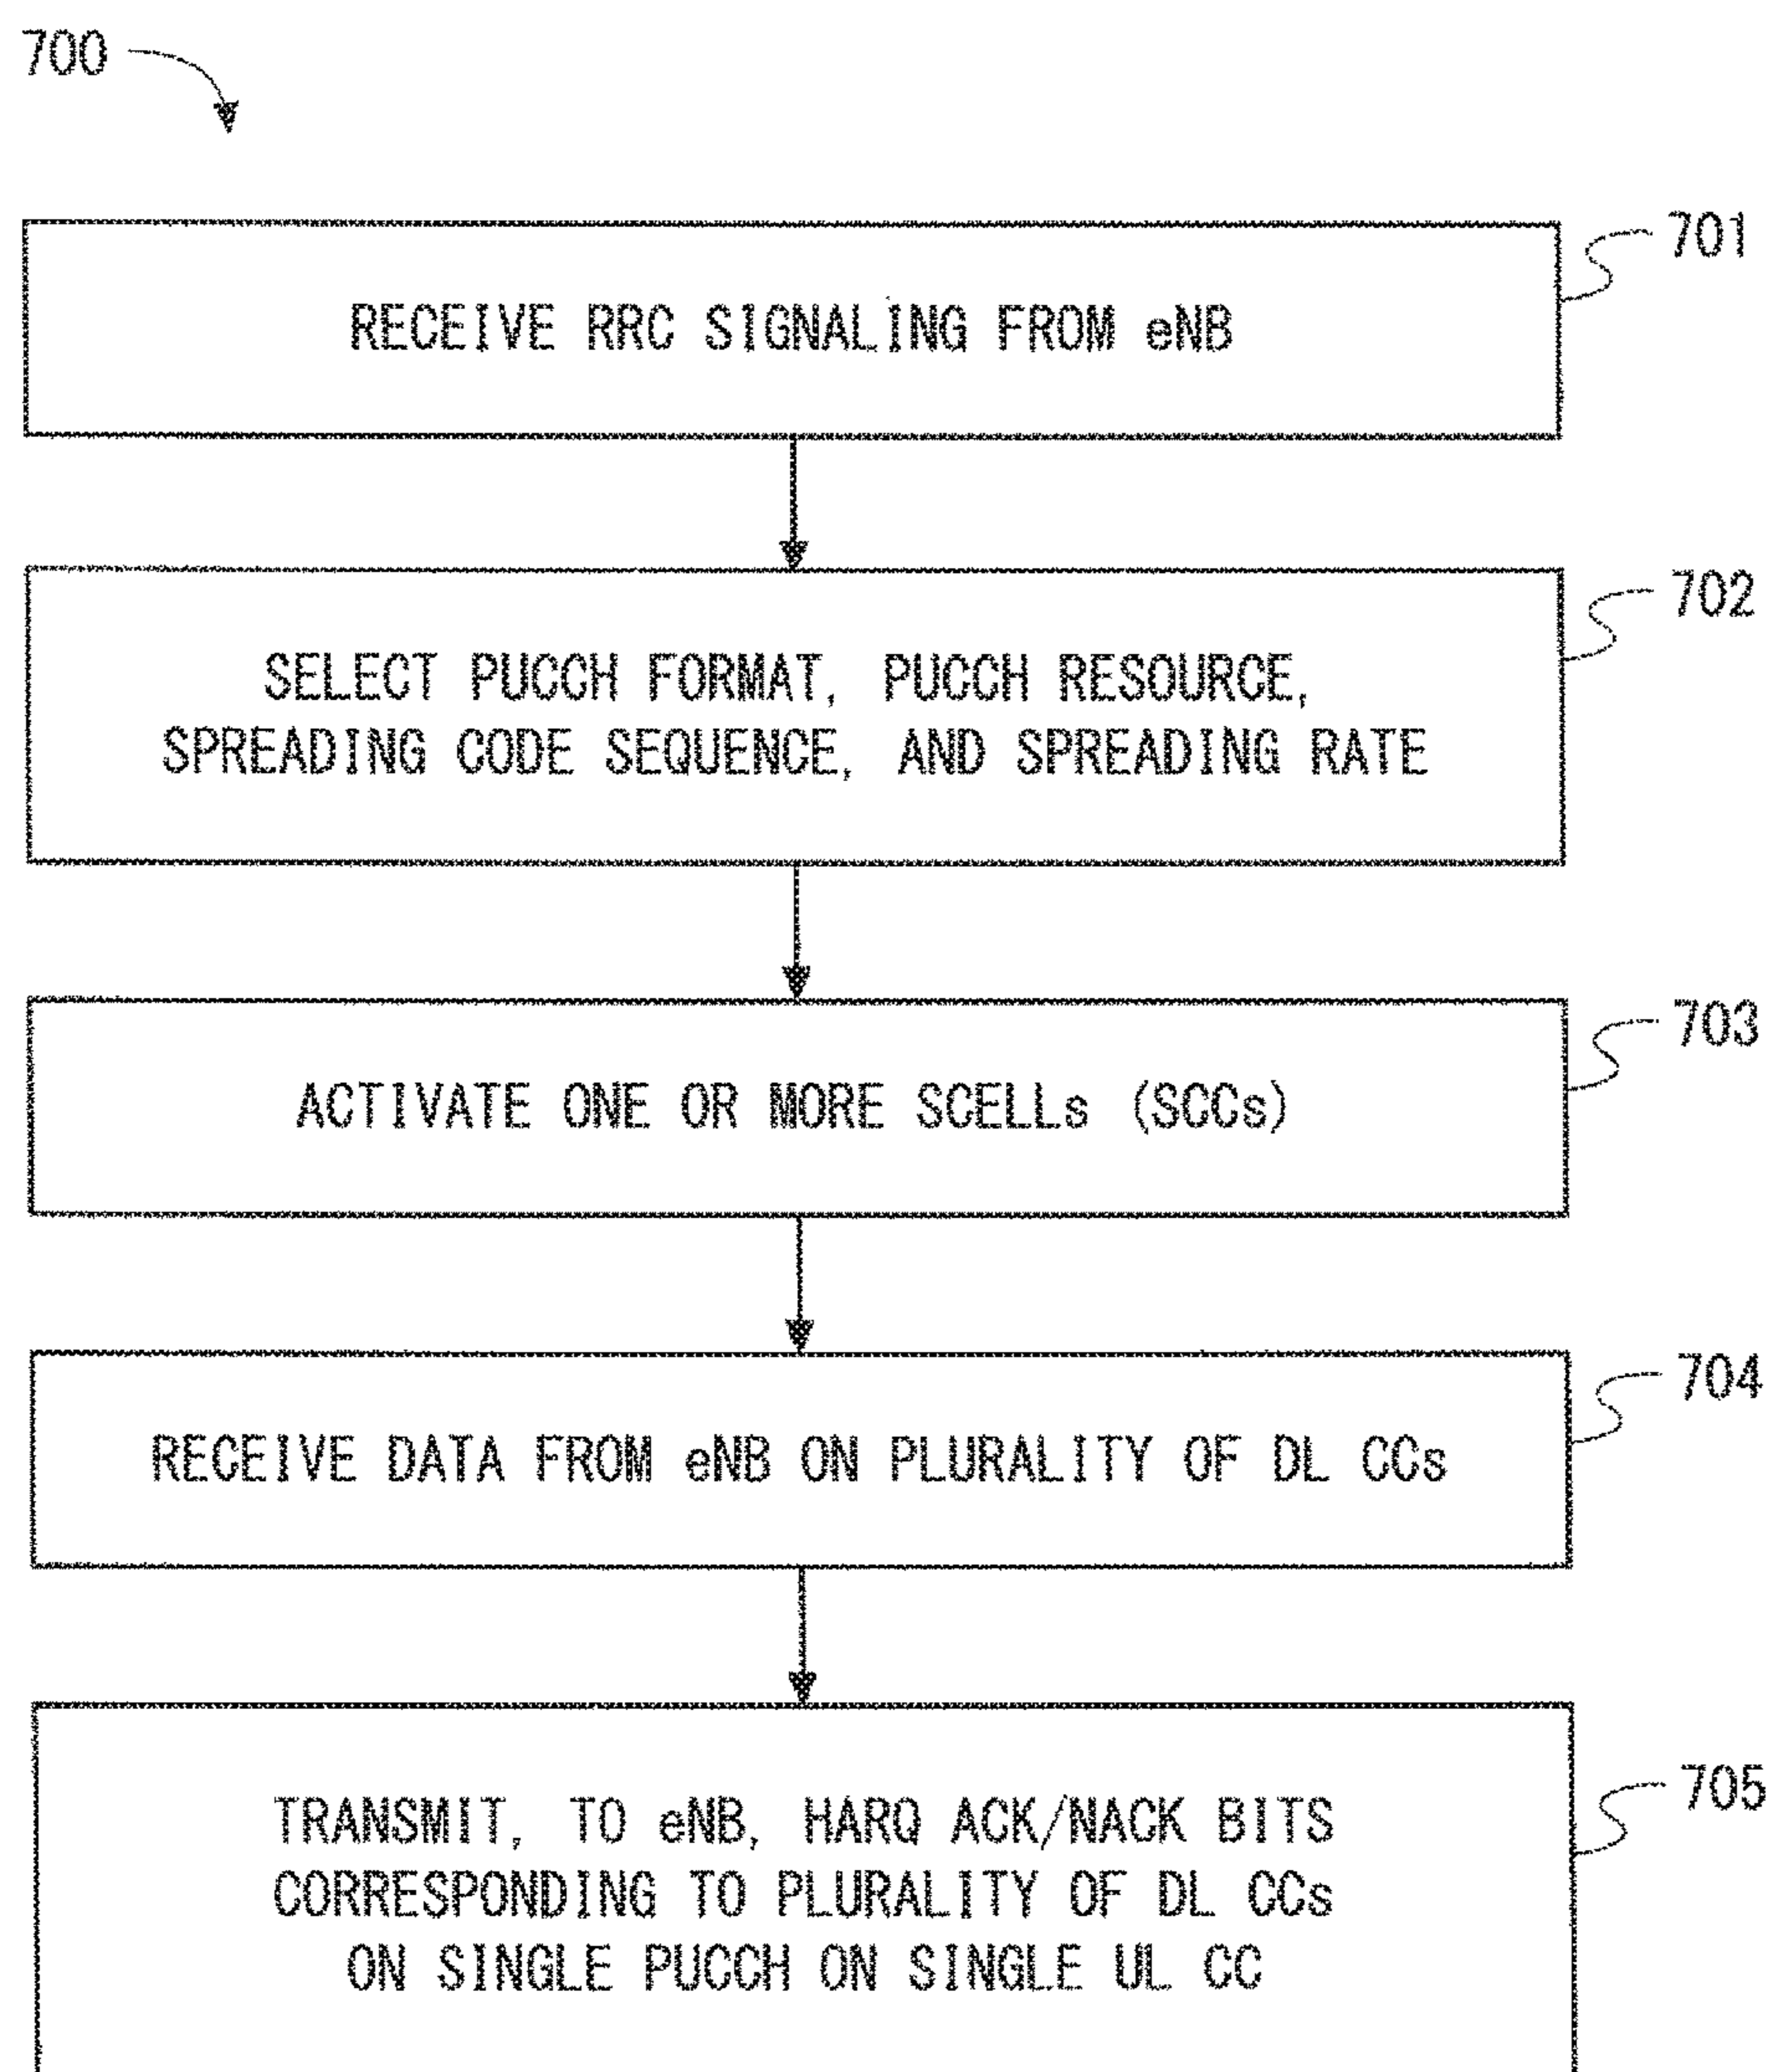 700
701
RECEIVE RRC SIGNALING FROM eNB
702
SELECT PUCCH FORMAT, PUCCH RESOURCE,
SPREADING CODE SEQUENCE, AND SPREADING RATE
703
ACTIVATE ONE OR MORE SCELLs (SCCs)
704
RECEIVE DATA FROM eNB ON PLURALITY OF DL CCs
705
TRANSMIT, TO eNB, HARQ ACK/NACK BITS
CORRESPONDING TO PLURALITY OF DL CCs
ON SINGLE PUCCH ON SINGLE UL CC